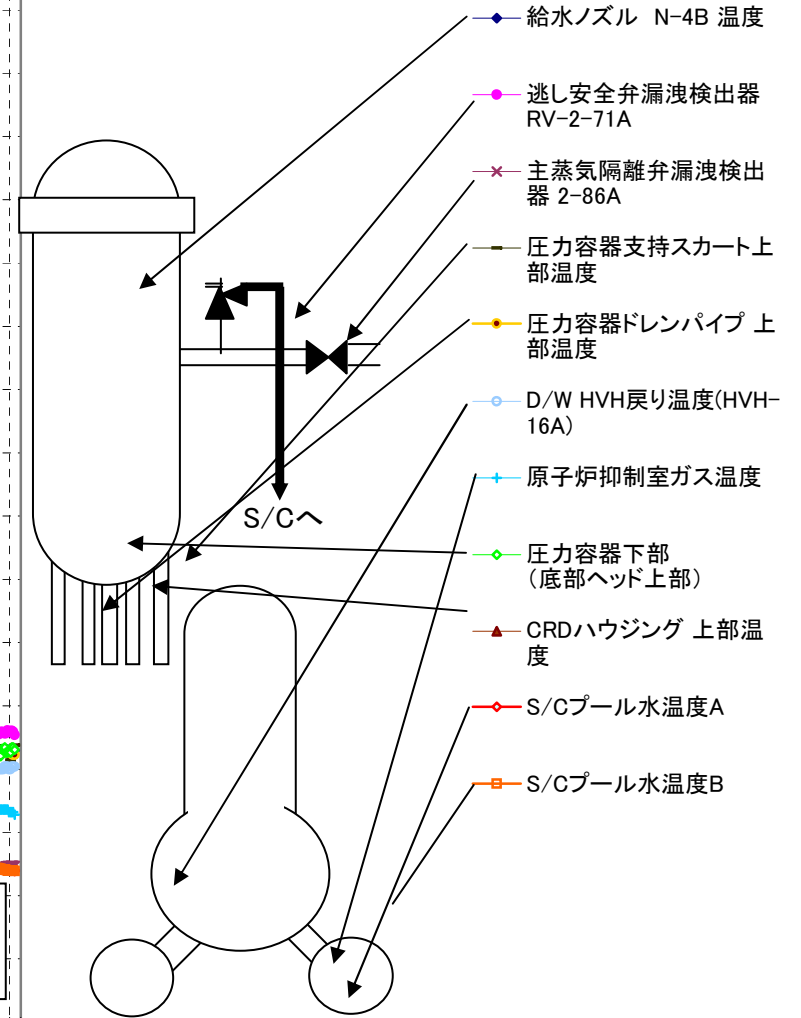 給水ノズル N-4B 温度
逃し安全弁漏洩検出器
RV-2-71A
主蒸気隔離弁漏洩検出
器 2-86A
圧力容器支持スカート上
部温度
圧力容器ドレンパイプ 上
部温度
D/W HVH戻り温度(HVH-
16A)
原子炉抑制室ガス温度
S/Cへ
圧力容器下部
（底部ヘッド上部）
CRDハウジング 上部温
度
S/Cプール水温度A
S/Cプール水温度B